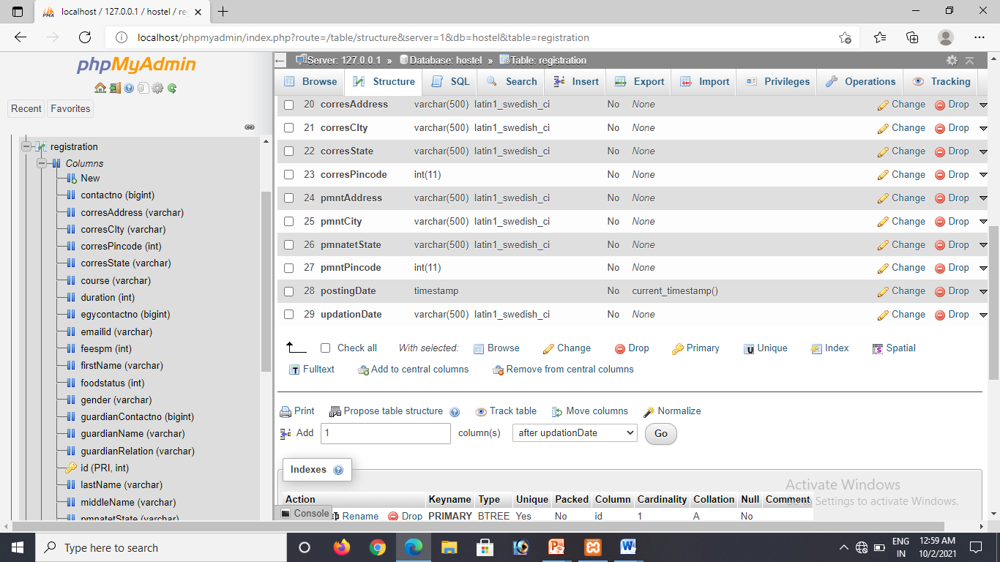 localhost / 127.0.0.1 / hostel / re
localhost/phpmyadmin/index.php?route=/table/structure&server=1&db=hostel&table=registration
phpMyAdmin
Recent Favorites
registration
Columns
New
contactno (bigint)
corresAddress (varchar)
corresCIty (varchar)
corresPincode (int)
corresState (varchar)
course (varchar)
duration (int)
egycontactno (bigint)
emailid (varchar)
feespm (int)
firstName (varchar)
foodstatus (int)
gender (varchar)
guardianContactno (bigint)
guardianName (varchar)
guardianRelation (varchar)
id (PRI, int)
lastName (varchar)
middleName (varchar)
pmnatetState (varchar)
Server: 127.0.0.1 » Database: hostel » Table: registration
Browse Structure SQL Search Insert Export Import Privileges Operations Tracking
20 corresAddress varchar(500) latin1_swedish_ci No None Change Drop
21 corresCIty varchar(500) latin1_swedish_ci No None Change Drop
22 corresState varchar(500) latin1_swedish_ci No None Change Drop
23 corresPincode int(11) No None Change Drop
24 pmntAddress varchar(500) latin1_swedish_ci No None Change Drop
25 pmntCity varchar(500) latin1_swedish_ci No None Change Drop
26 pmnatetState varchar(500) latin1_swedish_ci No None Change Drop
27 pmntPincode int(11) No None Change Drop
28 postingDate timestamp No current_timestamp() Change Drop
29 updationDate varchar(500) latin1_swedish_ci No None Change Drop
Check all With selected: Browse Change Drop Primary Unique Index Spatial
Fulltext Add to central columns Remove from central columns
Print Propose table structure Track table Move columns Normalize
Add 1 column(s) after updationDate Go
Indexes
Action Keyname Type Unique Packed Column Cardinality Collation Null Comment
Rename Drop PRIMARY BTREE Yes No id 1 A No
Console
Activate Windows
Settings to activate Windows.
Type here to search
ENG
IN
12:59 AM
10/2/2021